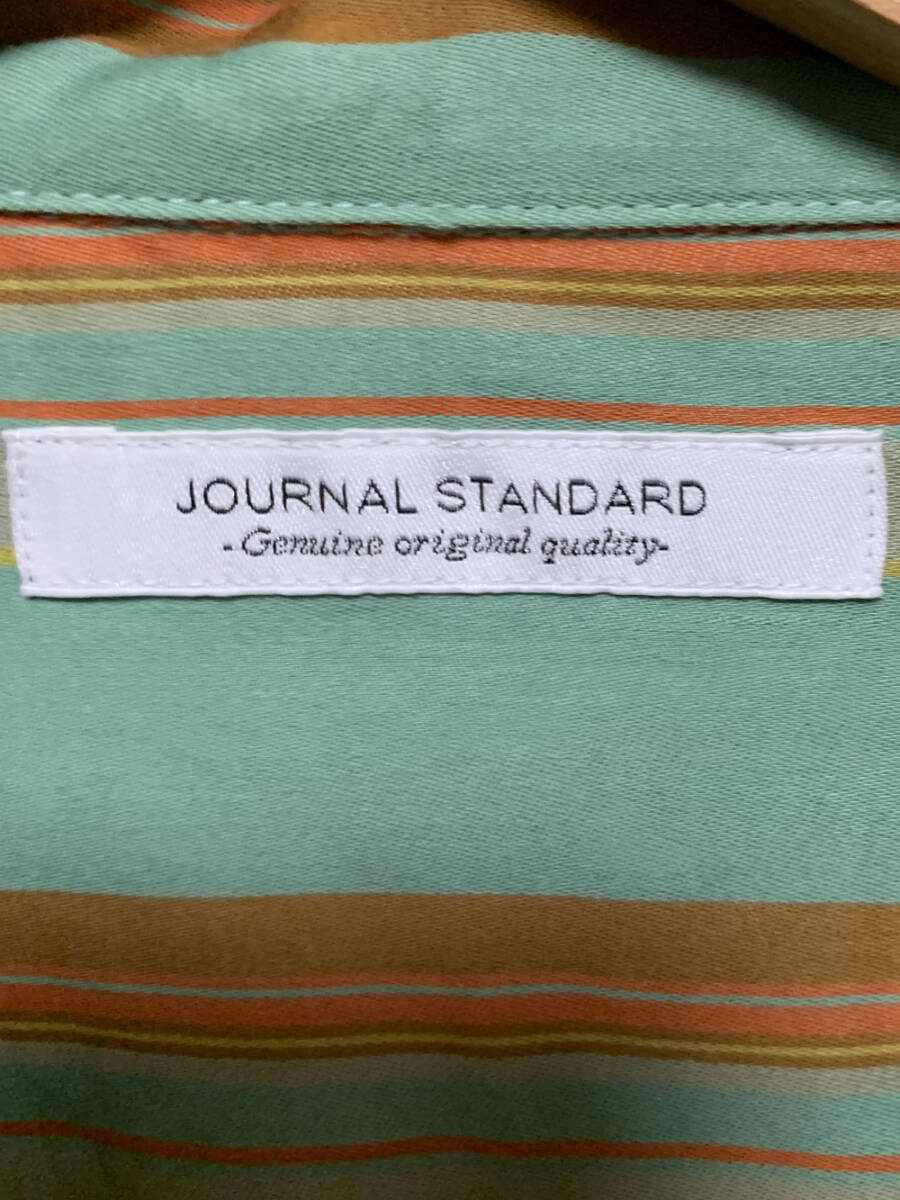 JOURNAL STANDARD
-Genuine original quality-